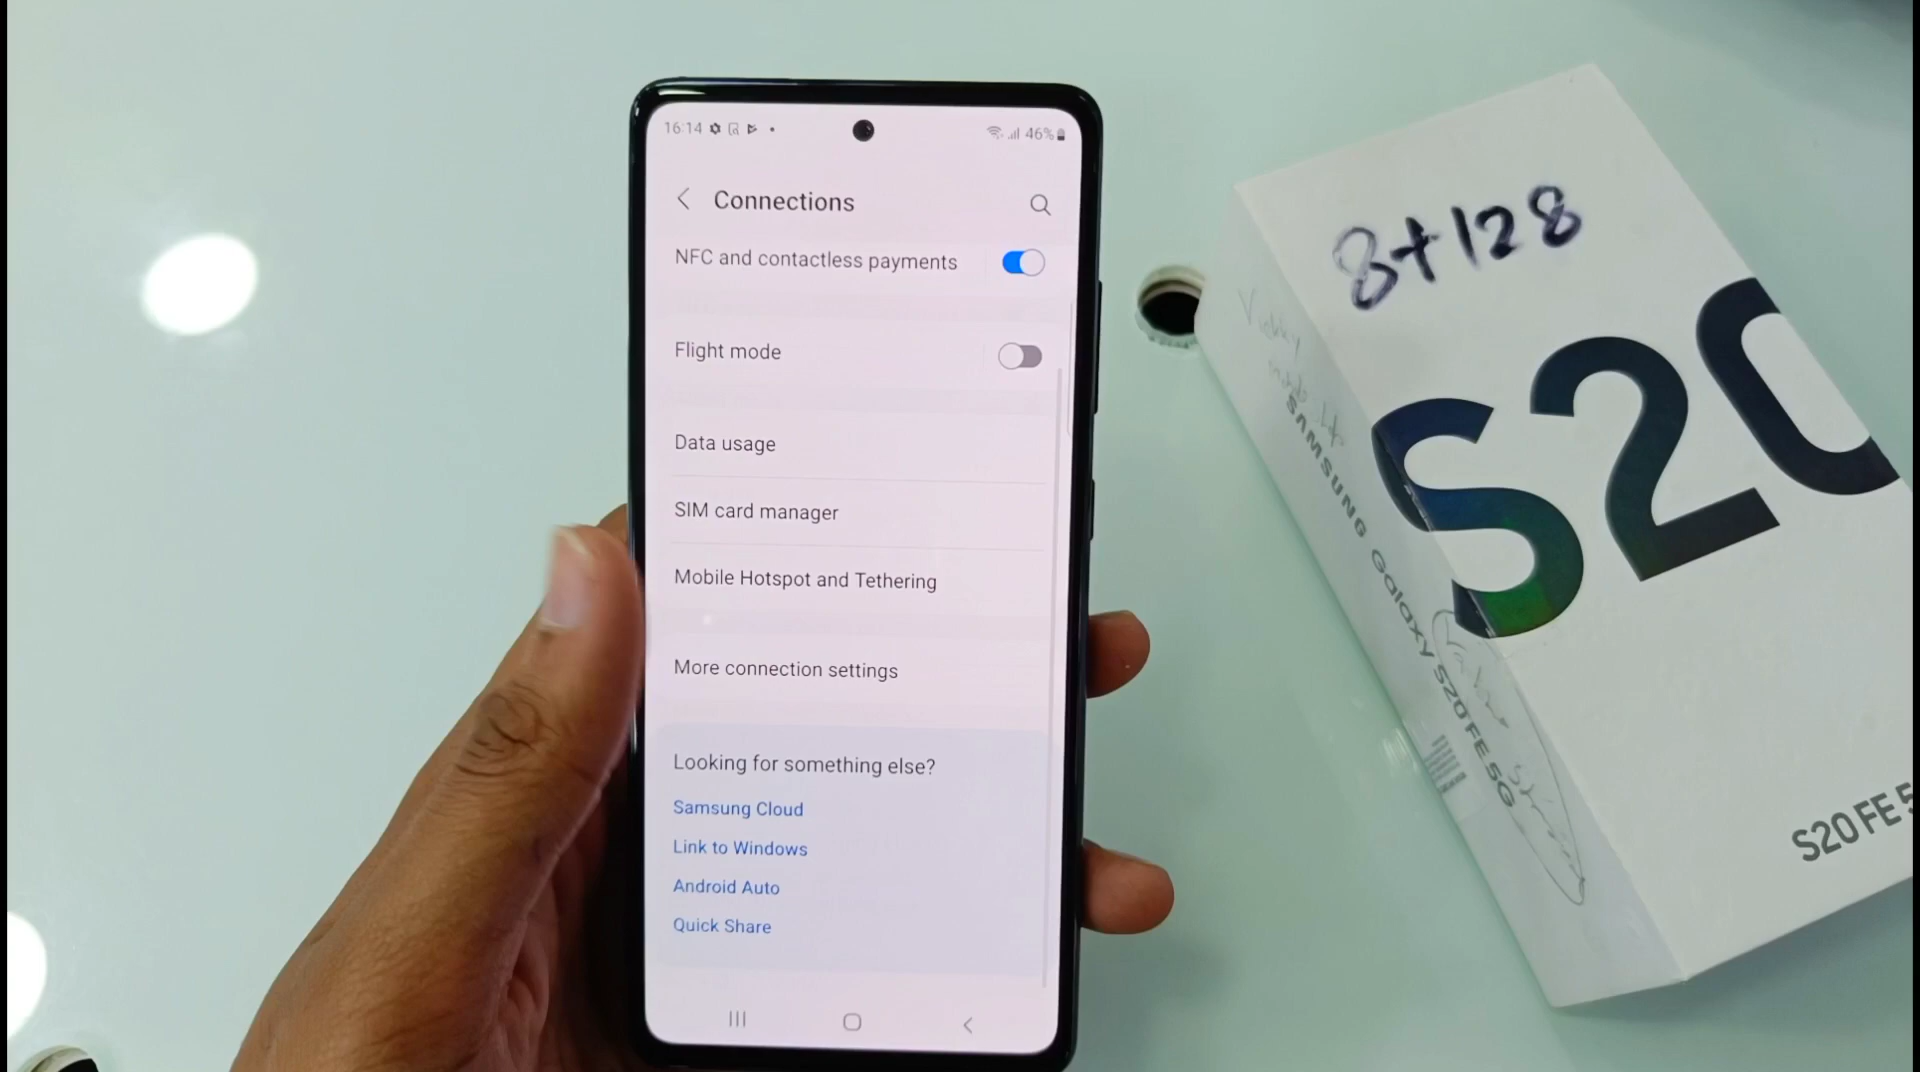 16:14
46%
Connections
NFC and contactless payments
Flight mode
Data usage
SIM card manager
Mobile Hotspot and Tethering
More connection settings
Looking for something else?
Samsung Cloud
Link to Windows
Android Auto
Quick Share
8+128
S20
SAMSUNG Galaxy S20 FE 5G
S20 FE 5